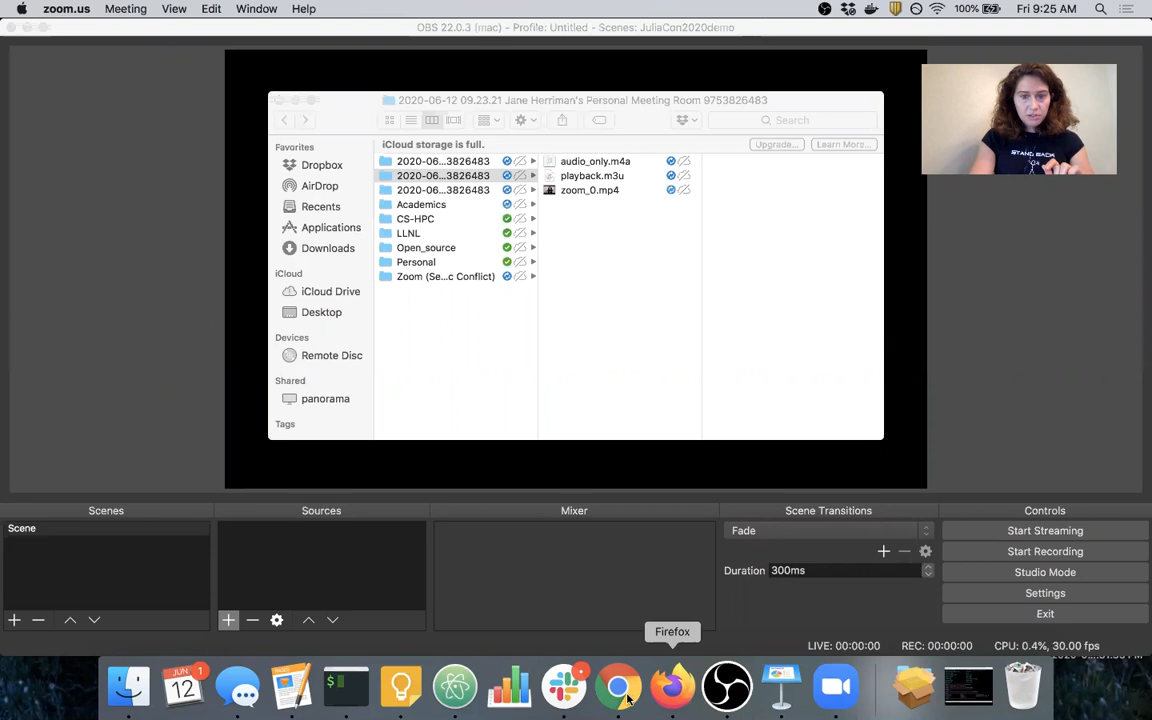 zoom.us Meeting View Edit Window Help 100% Fri 9:25 AM
OBS 22.0.3 (mac) - Profile: Untitled - Scenes: JuliaCon2020demo
2020-06-12 09.23.21 Jane Herriman's Personal Meeting Room 9753826483
Search
iCloud storage is full. Upgrade... Learn More...
Favorites
Dropbox
AirDrop
Recents
Applications
Downloads
iCloud
iCloud Drive
Desktop
Devices
Remote Disc
Shared
panorama
Tags
2020-06...3826483
2020-06...3826483
2020-06...3826483
Academics
CS-HPC
LLNL
Open_source
Personal
Zoom (Se...c Conflict)
audio_only.m4a
playback.m3u
zoom_0.mp4
STAND BACK
Scenes Sources Mixer Scene Transitions Controls
Scene
Fade
Duration 300ms
Start Streaming
Start Recording
Studio Mode
Settings
Exit
Firefox
LIVE: 00:00:00 REC: 00:00:00 CPU: 0.4%, 30.00 fps
JUN 1
12
$